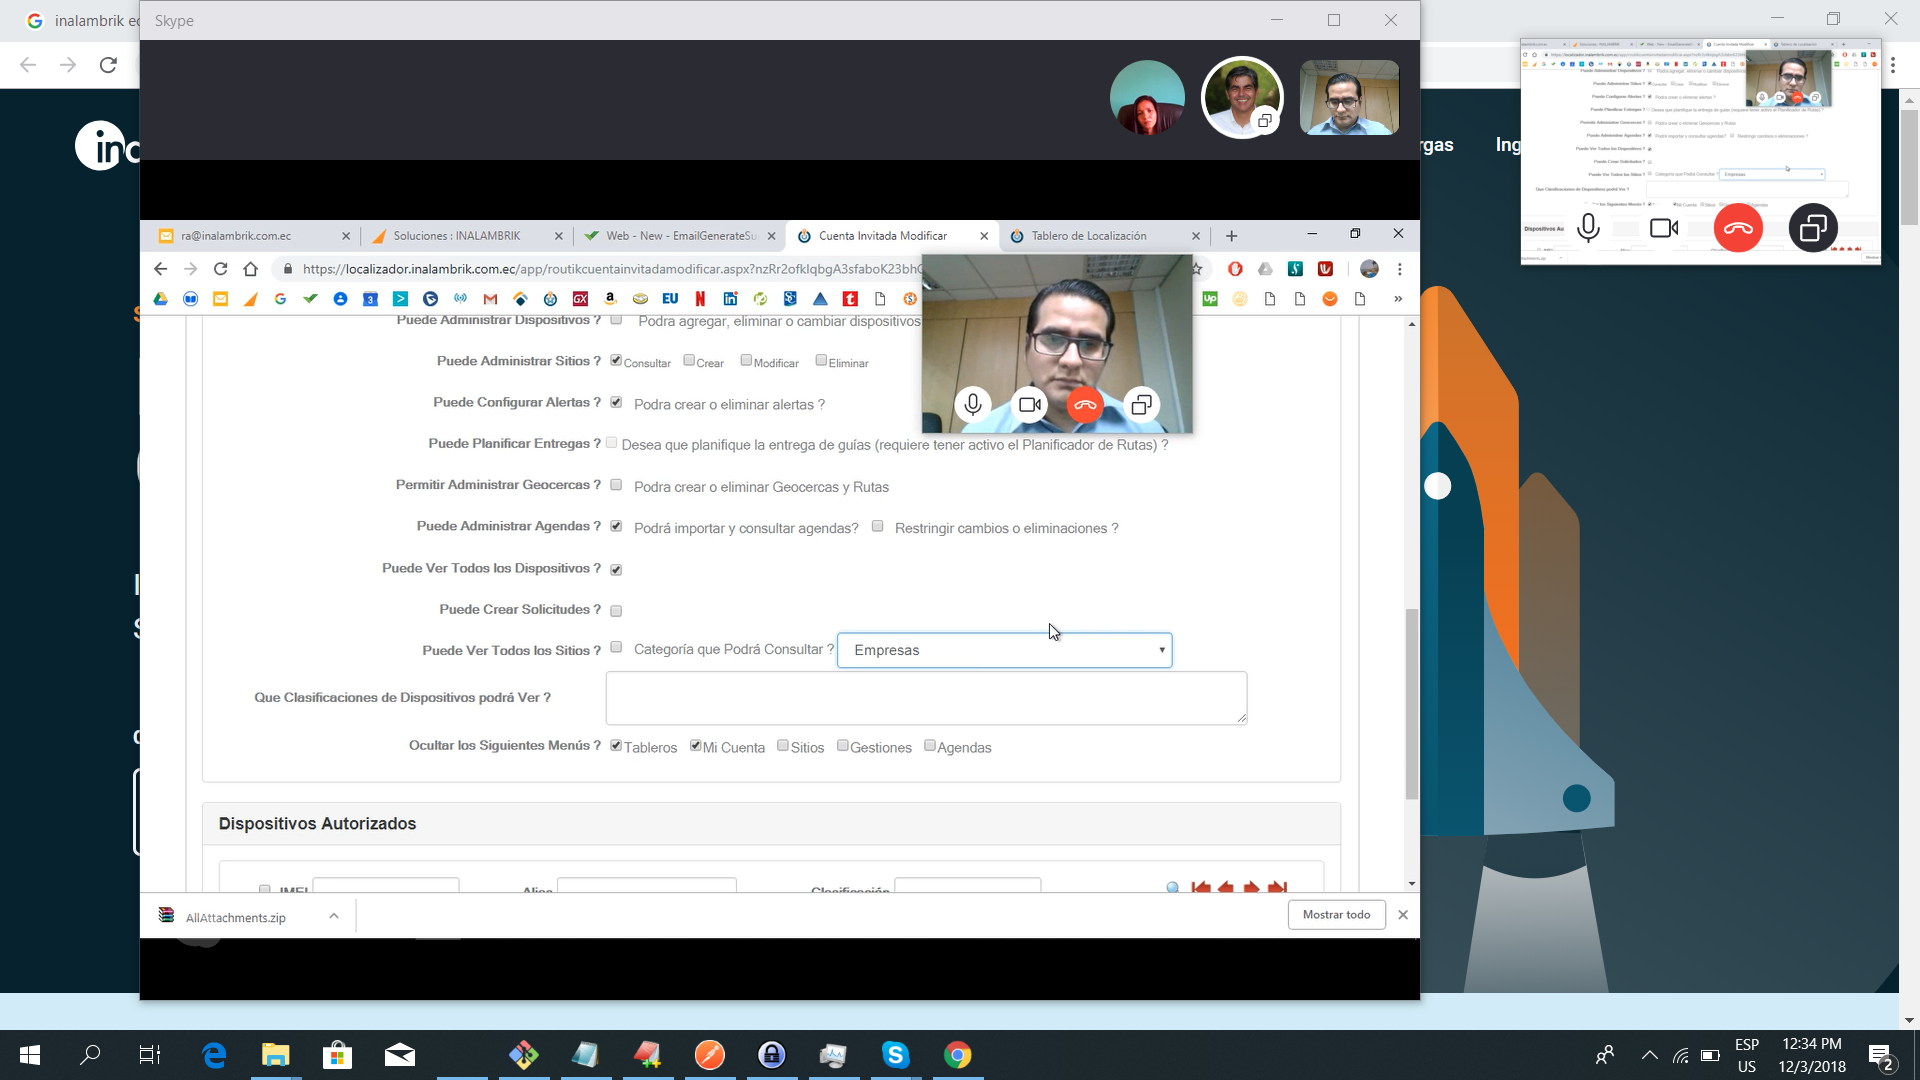 inalambrik ec
Skype
ina
rgas
Ing
ra@inalambrik.com.ec
Soluciones : INALAMBRIK
Web - New - EmailGenerateSu
Cuenta Invitada Modificar
Tablero de Localización
https://localizador.inalambrik.com.ec/app/routikcuentainvitadamodificar.aspx?nzRr2ofklqbgA3sfaboK23bhC
Puede Administrar Dispositivos ? Podra agregar, eliminar o cambiar dispositivos
Puede Administrar Sitios ? Consultar Crear Modificar Eliminar
Puede Configurar Alertas ? Podra crear o eliminar alertas ?
Puede Planificar Entregas ? Desea que planifique la entrega de guías (requiere tener activo el Planificador de Rutas) ?
Permitir Administrar Geocercas ? Podra crear o eliminar Geocercas y Rutas
Puede Administrar Agendas ? Podrá importar y consultar agendas? Restringir cambios o eliminaciones ?
Puede Ver Todos los Dispositivos ?
Puede Crear Solicitudes ?
Puede Ver Todos los Sitios ? Categoría que Podrá Consultar ? Empresas
Que Clasificaciones de Dispositivos podrá Ver ?
Ocultar los Siguientes Menús ? Tableros Mi Cuenta Sitios Gestiones Agendas
Dispositivos Autorizados
IMEI Alias Clasificación
AllAttachments.zip
Mostrar todo
ESP
US
12:34 PM
12/3/2018
2